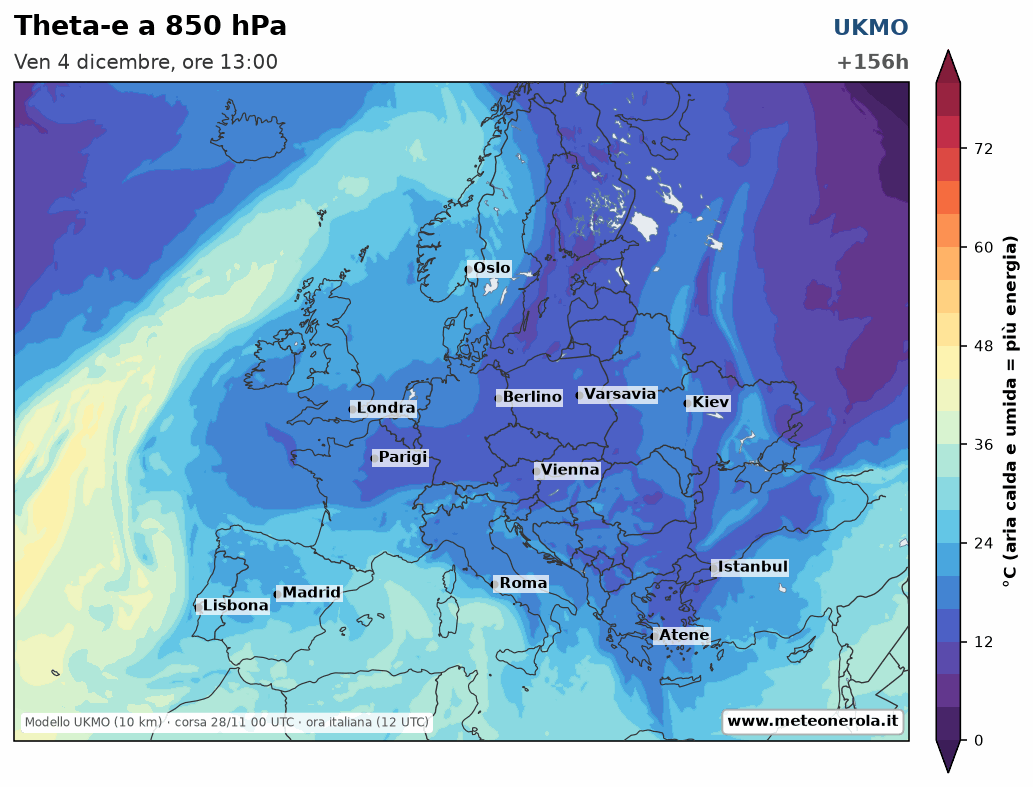 Theta-e a 850 hPa
UKMO
Ven 4 dicembre, ore 13:00
+156h
Oslo
Londra
Berlino
Varsavia
Kiev
Parigi
Vienna
Roma
Istanbul
Madrid
Lisbona
Atene
Modello UKMO (10 km) · corsa 28/11 00 UTC · ora italiana (12 UTC)
www.meteonerola.it
72
60
48
36
24
12
0
°C (aria calda e umida = più energia)